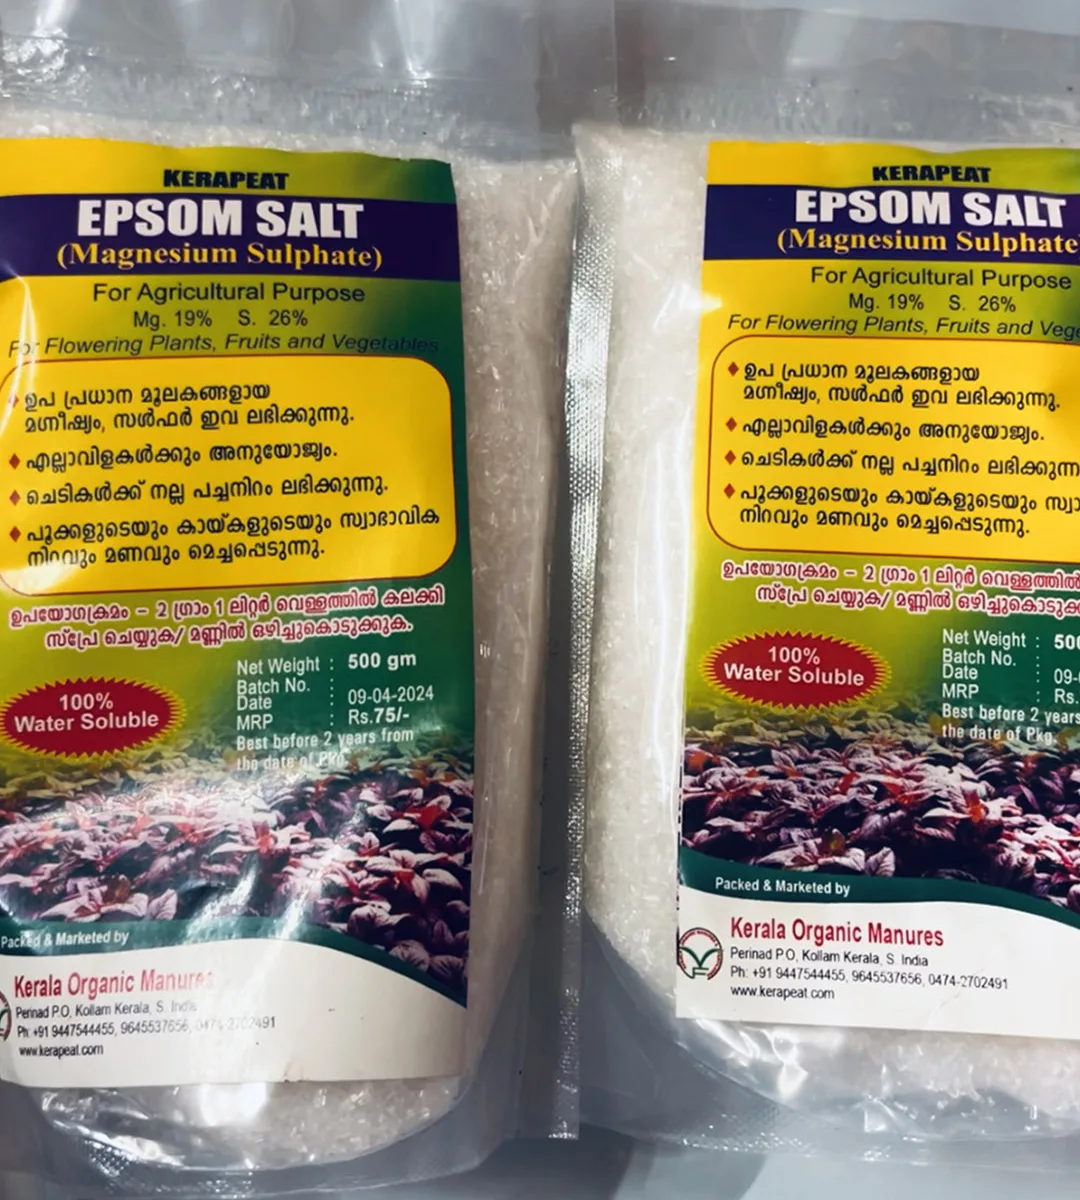 KERAPEAT
EPSOM SALT
(Magnesium Sulphate)
For Agricultural Purpose
Mg. 19% S. 26%
For Flowering Plants, Fruits and Vegetables
ഉപ പ്രധാന മൂലകങ്ങളായ
മഗ്നീഷ്യം, സൾഫർ ഇവ ലഭിക്കുന്നു.
എല്ലാവിളകൾക്കും അനുയോജ്യം.
ചെടികൾക്ക് നല്ല പച്ചനിറം ലഭിക്കുന്നു.
പൂക്കളുടെയും കായ്കളുടെയും സ്വാഭാവിക
നിറവും മണവും മെച്ചപ്പെടുന്നു.
ഉപയോഗക്രമം – 2 ഗ്രാം 1 ലിറ്റർ വെള്ളത്തിൽ കലക്കി
സ്പ്രേ ചെയ്യുക/ മണ്ണിൽ ഒഴിച്ചുകൊടുക്കുക.
100%
Water Soluble
Net Weight : 500 gm
Batch No. :
Date : 09-04-2024
MRP : Rs.75/-
Best before 2 years from
the date of Pkg.
Packed & Marketed by
Kerala Organic Manures
Perinad P.O, Kollam Kerala, S. India
Ph: +91 9447544455, 9645537656, 0474-2702491
www.kerapeat.com
KERAPEAT
EPSOM SALT
(Magnesium Sulphate)
For Agricultural Purpose
Mg. 19% S. 26%
For Flowering Plants, Fruits and
ഉപ പ്രധാന മൂലകങ്ങളായ
മഗ്നീഷ്യം, സൾഫർ ഇവ ലഭിക്കുന്നു.
എല്ലാവിളകൾക്കും അനുയോജ്യം.
ചെടികൾക്ക് നല്ല പച്ചനിറം
പൂക്കളുടെയും കായ്കളുടെയും
നിറവും മണവും മെച്ചപ്പെടുന്നു.
ഉപയോഗക്രമം – 2 ഗ്രാം 1 ലിറ്റർ വെള്ളത്തിൽ
സ്പ്രേ ചെയ്യുക/ മണ്ണിൽ
100%
Water Soluble
Net Weight :
Batch No. :
Date :
MRP : Rs.
Best before 2 years
the date of Pkg.
Packed & Marketed by
Kerala Organic Manures
Perinad P.O, Kollam Kerala, S. India
Ph: +91 9447544455, 9645537656, 0474-2702491
www.kerapeat.com